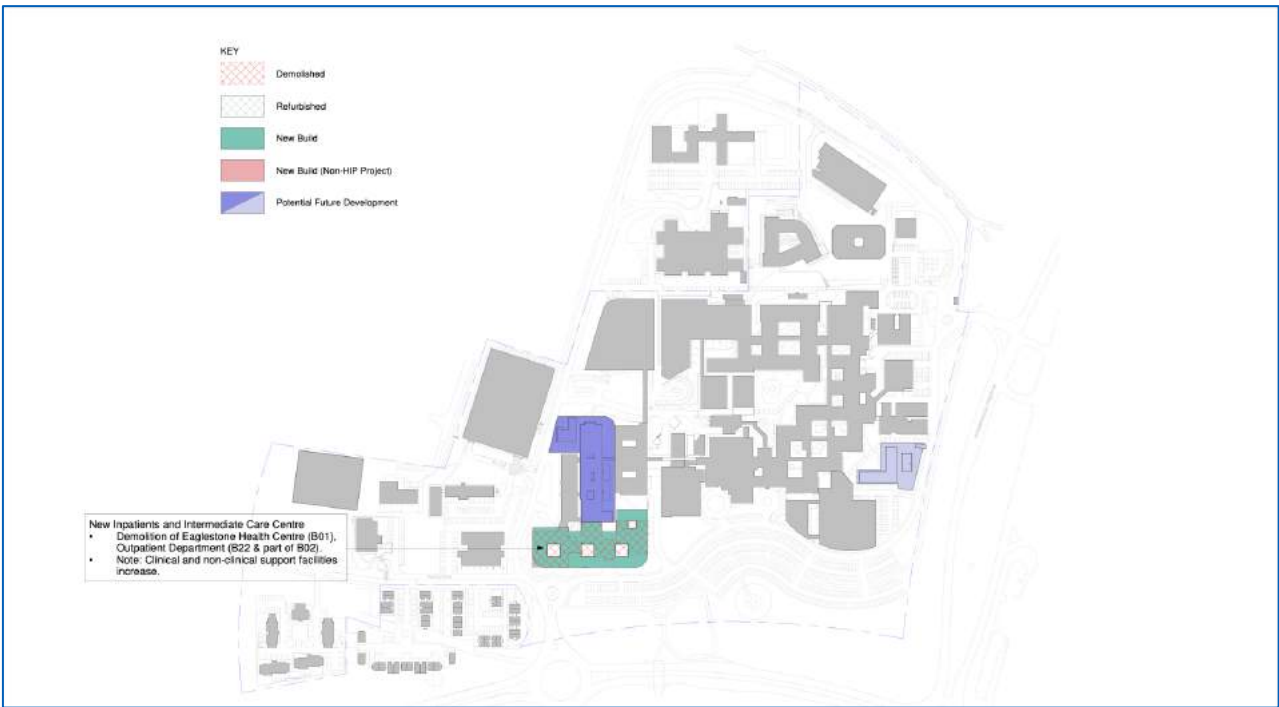 KEY
Demolished
Refurbished
New Build
New Build (Non-HIP Project)
Potential Future Development
New Inpatients and Intermediate Care Centre
• Demolition of Eaglestone Health Centre (B01),
Outpatient Department (B22 & part of B02).
• Note: Clinical and non-clinical support facilities
increase.